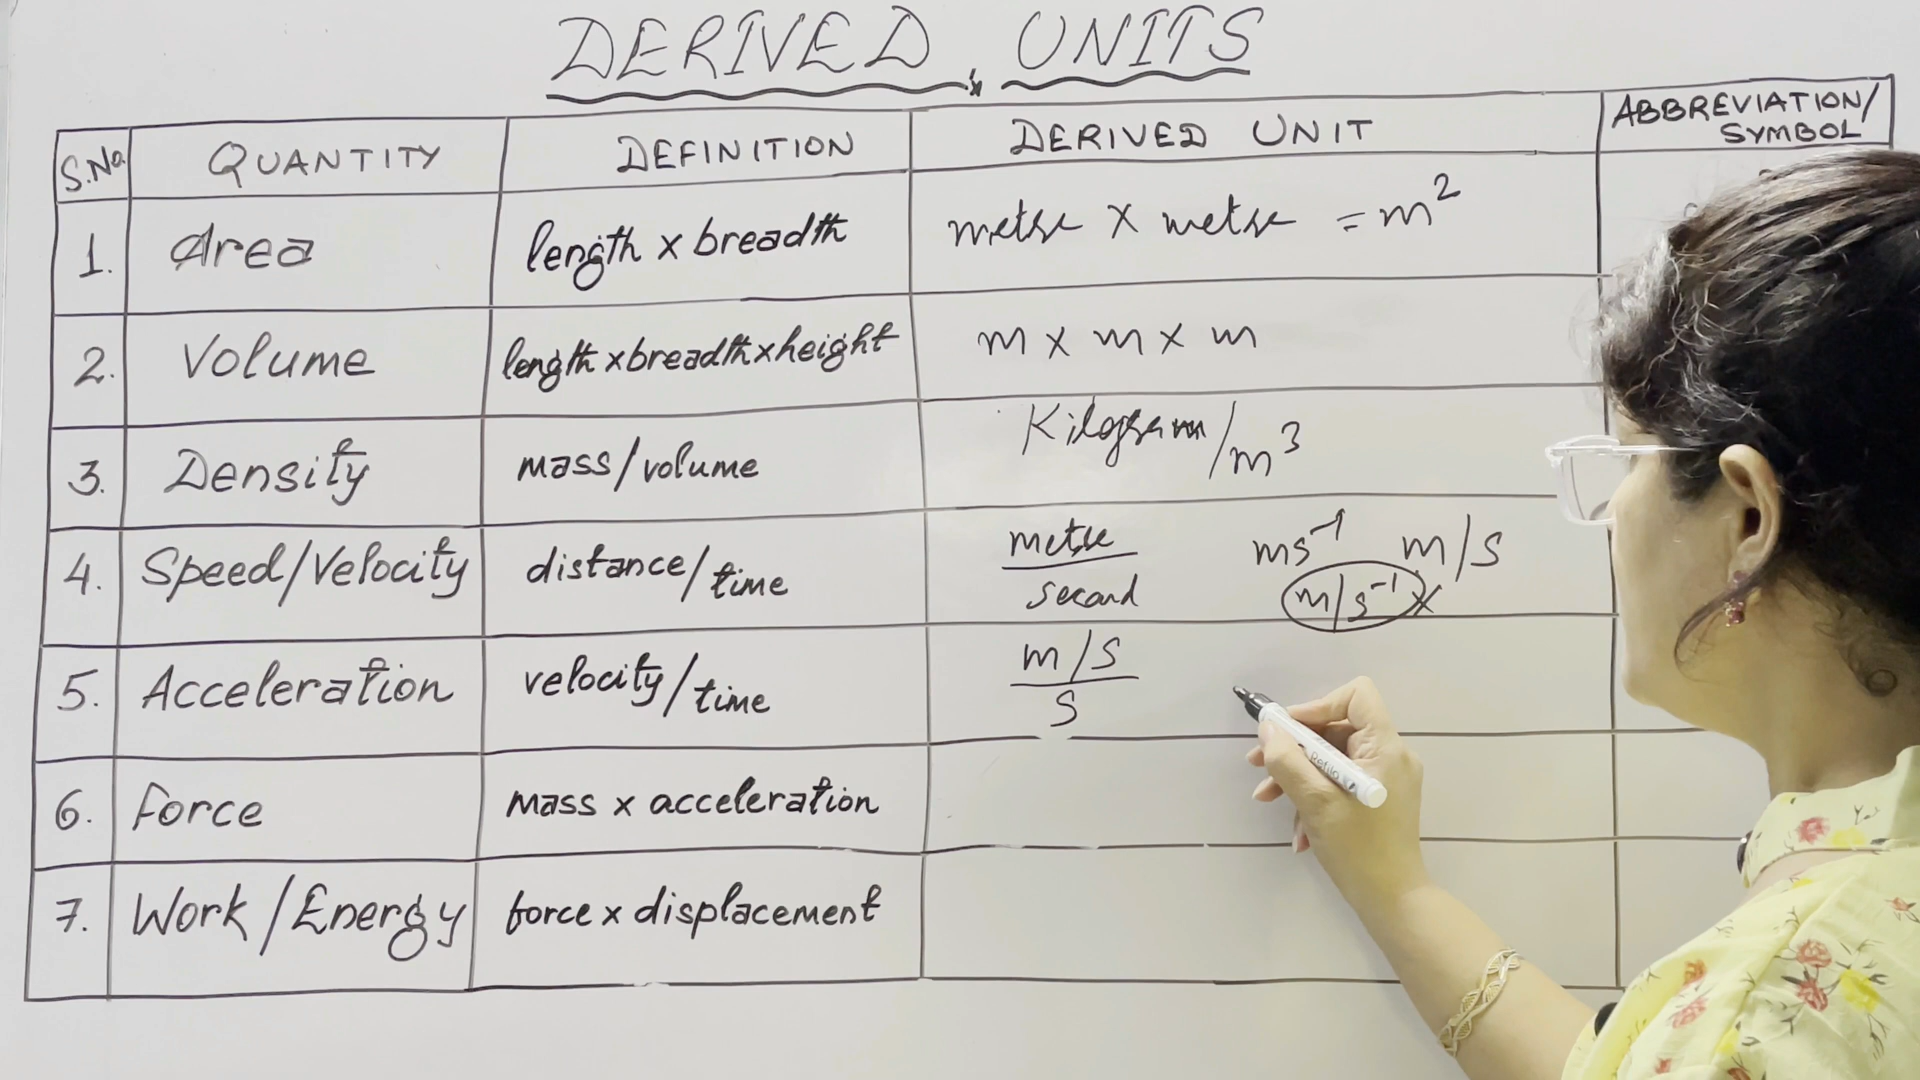 DERIVED UNITS
S.No. QUANTITY DEFINITION DERIVED UNIT ABBREVIATION/
SYMBOL
1. Area length x breadth metre x metre = m²
2. Volume length x breadth x height m x m x m
3. Density mass/volume Kilogram/m³
4. Speed/Velocity distance/time metre ms⁻¹ m/s
second m/s⁻¹ x
5. Acceleration velocity/time m/s
s
6. Force mass x acceleration
7. Work/Energy force x displacement